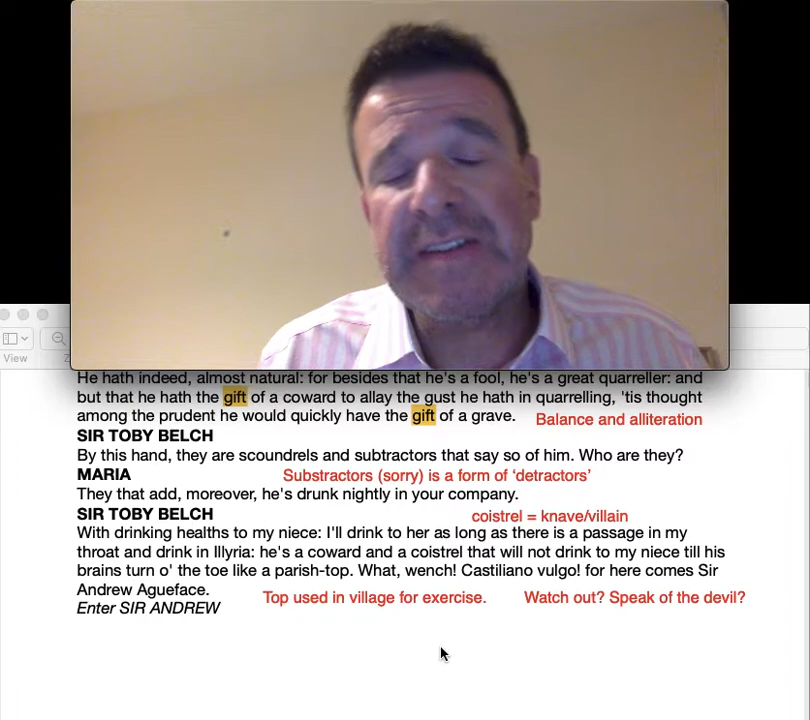 View
He hath indeed, almost natural: for besides that he's a fool, he's a great quarreller: and
but that he hath the gift of a coward to allay the gust he hath in quarrelling, 'tis thought
among the prudent he would quickly have the gift of a grave. Balance and alliteration
SIR TOBY BELCH
By this hand, they are scoundrels and subtractors that say so of him. Who are they?
MARIA Substractors (sorry) is a form of ‘detractors’
They that add, moreover, he's drunk nightly in your company.
SIR TOBY BELCH coistrel = knave/villain
With drinking healths to my niece: I'll drink to her as long as there is a passage in my
throat and drink in Illyria: he's a coward and a coistrel that will not drink to my niece till his
brains turn o' the toe like a parish-top. What, wench! Castiliano vulgo! for here comes Sir
Andrew Agueface. Top used in village for exercise. Watch out? Speak of the devil?
Enter SIR ANDREW